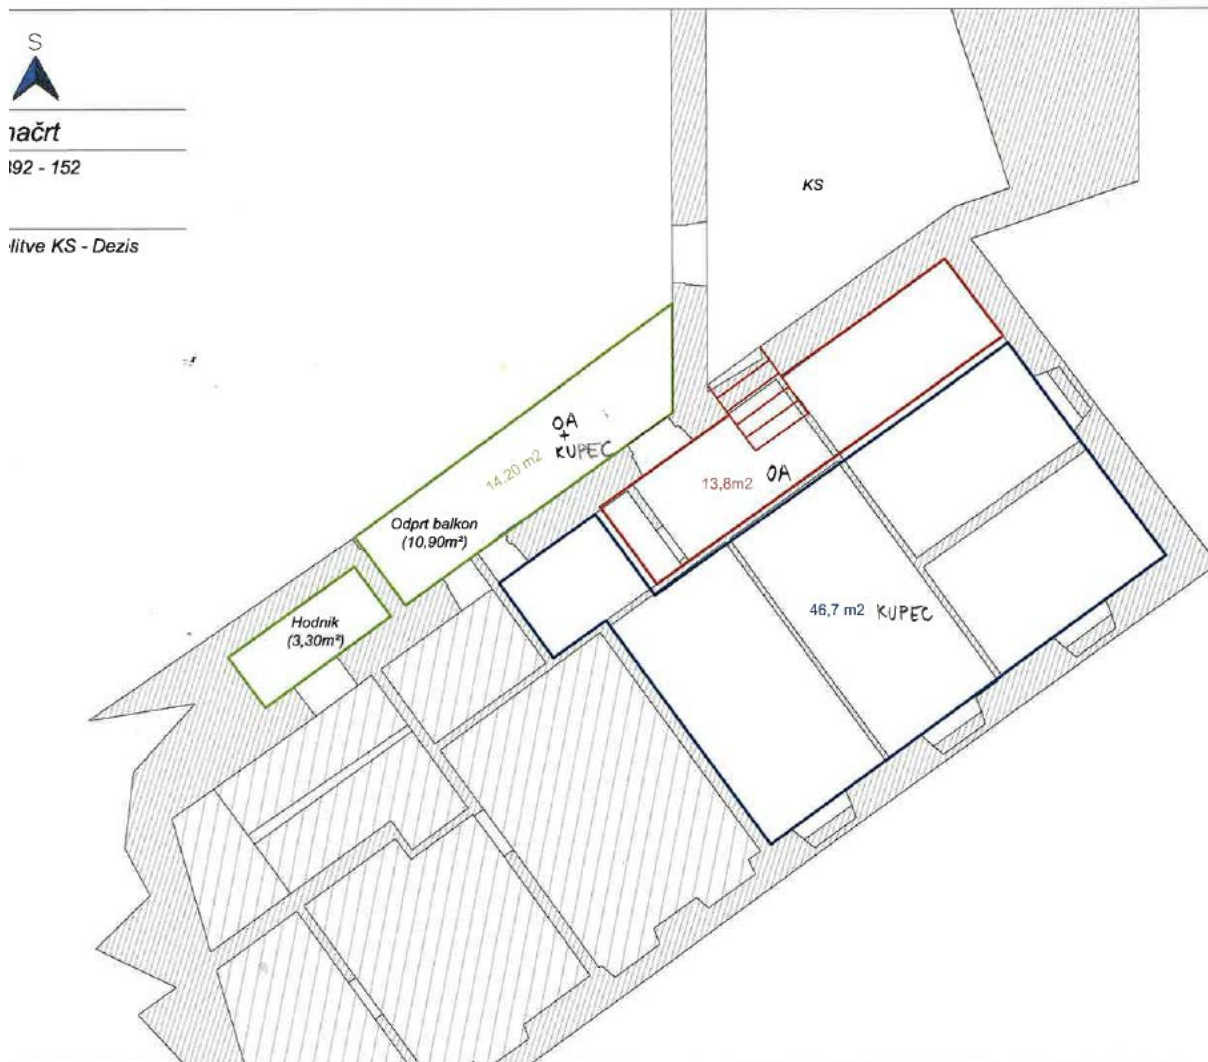 S
načrt
392 - 152
elitve KS - Dezis
KS
OA
+
KUPEC
14.20 m2
13,8m2 OA
Odprt balkon
(10,90m²)
46,7 m2 KUPEC
Hodnik
(3,30m²)